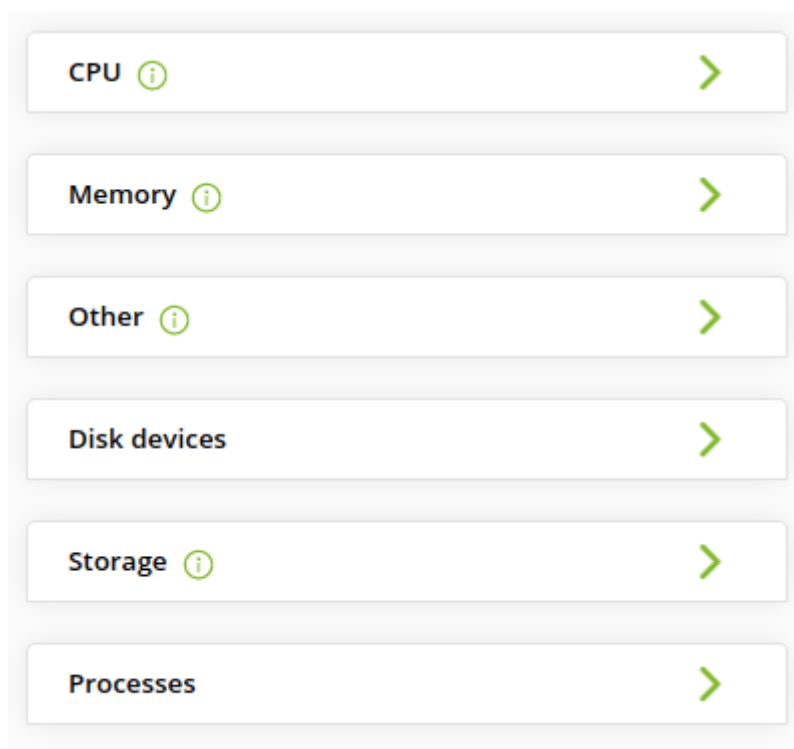 CPU
Memory
Other
Disk devices
Storage
Processes